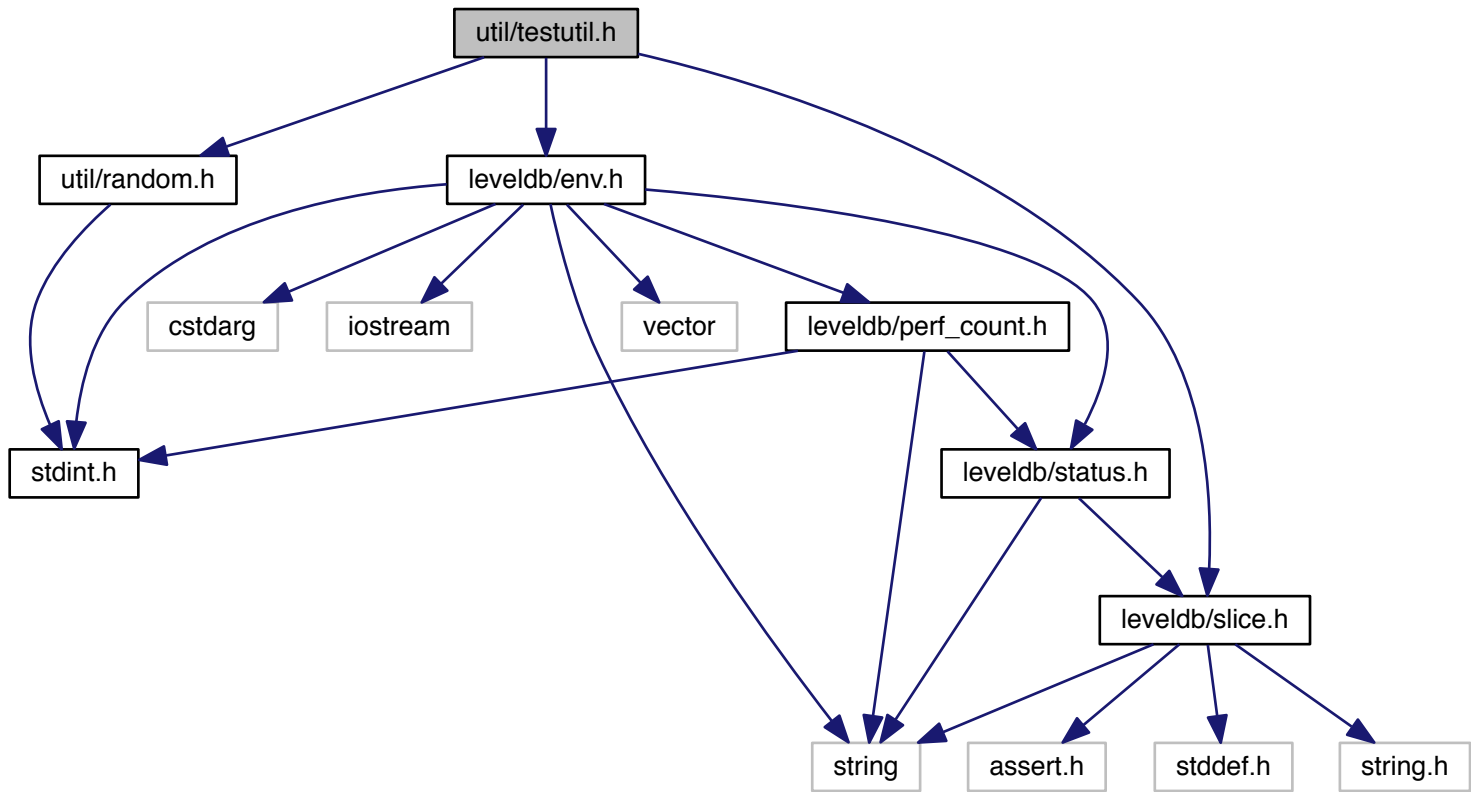 util/testutil.h
util/random.h
leveldb/env.h
cstdarg
iostream
vector
leveldb/perf_count.h
stdint.h
leveldb/status.h
leveldb/slice.h
string
assert.h
stddef.h
string.h